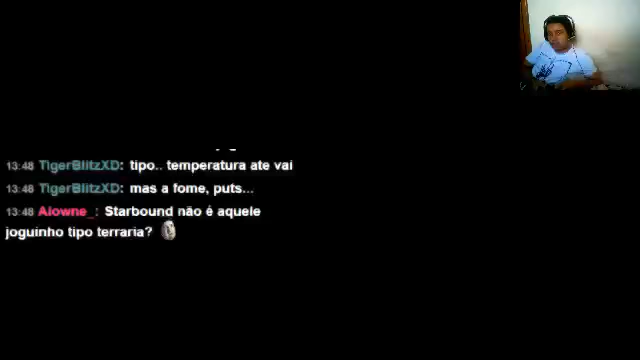 13:48 TigerBlitzXD: tipo.. temperatura ate vai
13:48 TigerBlitzXD: mas a fome, puts...
13:48 Alowne_: Starbound não é aquele
joguinho tipo terraria?